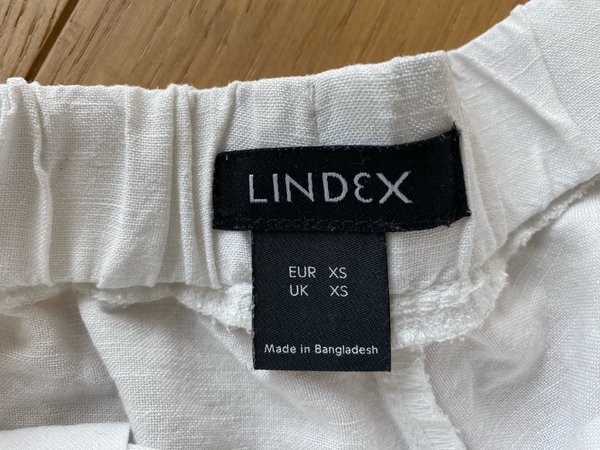 LINDEX
EUR XS
UK XS
Made in Bangladesh